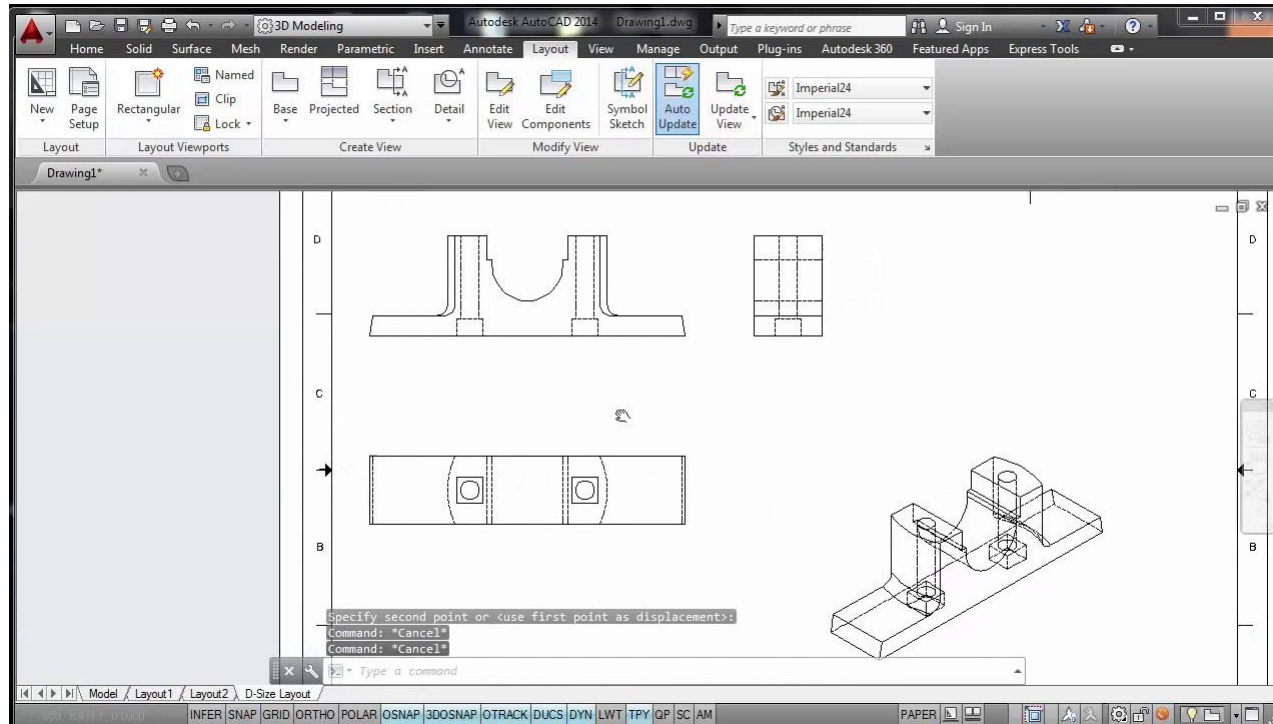 3D Modeling Autodesk AutoCAD 2014 Drawing1.dwg Type a keyword or phrase Sign In
Home Solid Surface Mesh Render Parametric Insert Annotate Layout View Manage Output Plug-ins Autodesk 360 Featured Apps Express Tools
New
Page Setup
Rectangular
Named
Clip
Lock
Base Projected Section Detail
Edit View
Edit Components
Symbol Sketch
Auto Update
Update View
Imperial24
Imperial24
Layout Layout Viewports Create View Modify View Update Styles and Standards
Drawing1*
D D
A A
C C
B B
Specify second point or <use first point as displacement>:
Command: *Cancel*
Command: *Cancel*
Type a command
Model Layout1 Layout2 D-Size Layout
INFER SNAP GRID ORTHO POLAR OSNAP 3DOSNAP OTRACK DUCS DYN LWT TPY QP SC AM PAPER